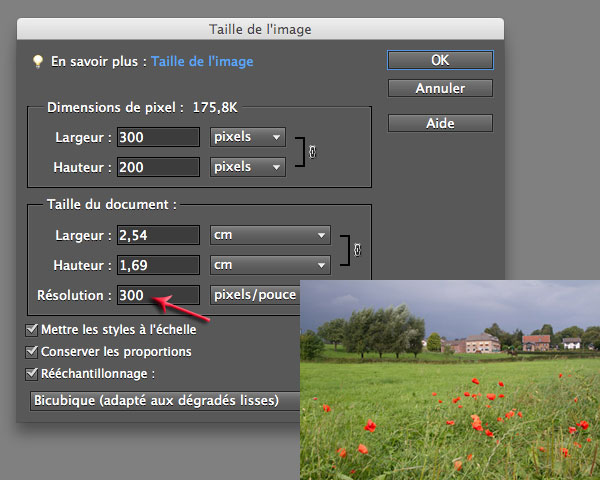 Taille de l'image
En savoir plus : Taille de l'image
OK
Annuler
Aide
Dimensions de pixel : 175,8K
Largeur : 300 pixels
Hauteur : 200 pixels
Taille du document :
Largeur : 2,54 cm
Hauteur : 1,69 cm
Résolution : 300 pixels/pouce
Mettre les styles à l'échelle
Conserver les proportions
Rééchantillonnage :
Bicubique (adapté aux dégradés lisses)